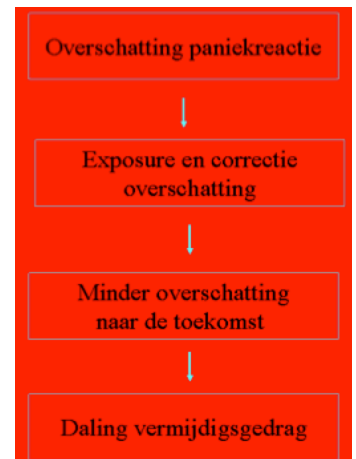 Overschatting paniekreactie
Exposure en correctie
overschatting
Minder overschatting
naar de toekomst
Daling vermijdigsgedrag